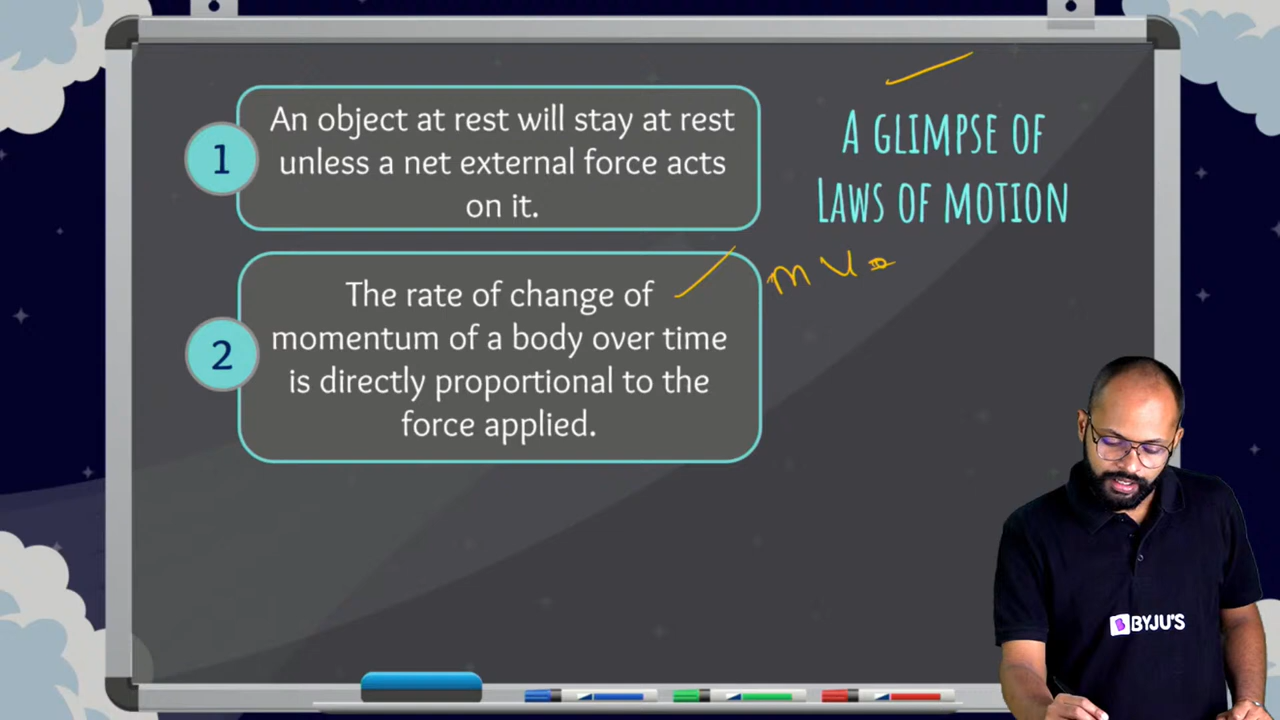 1
An object at rest will stay at rest
unless a net external force acts
on it.
A GLIMPSE OF
LAWS OF MOTION
2
The rate of change of
momentum of a body over time
is directly proportional to the
force applied.
m v
BYJU'S